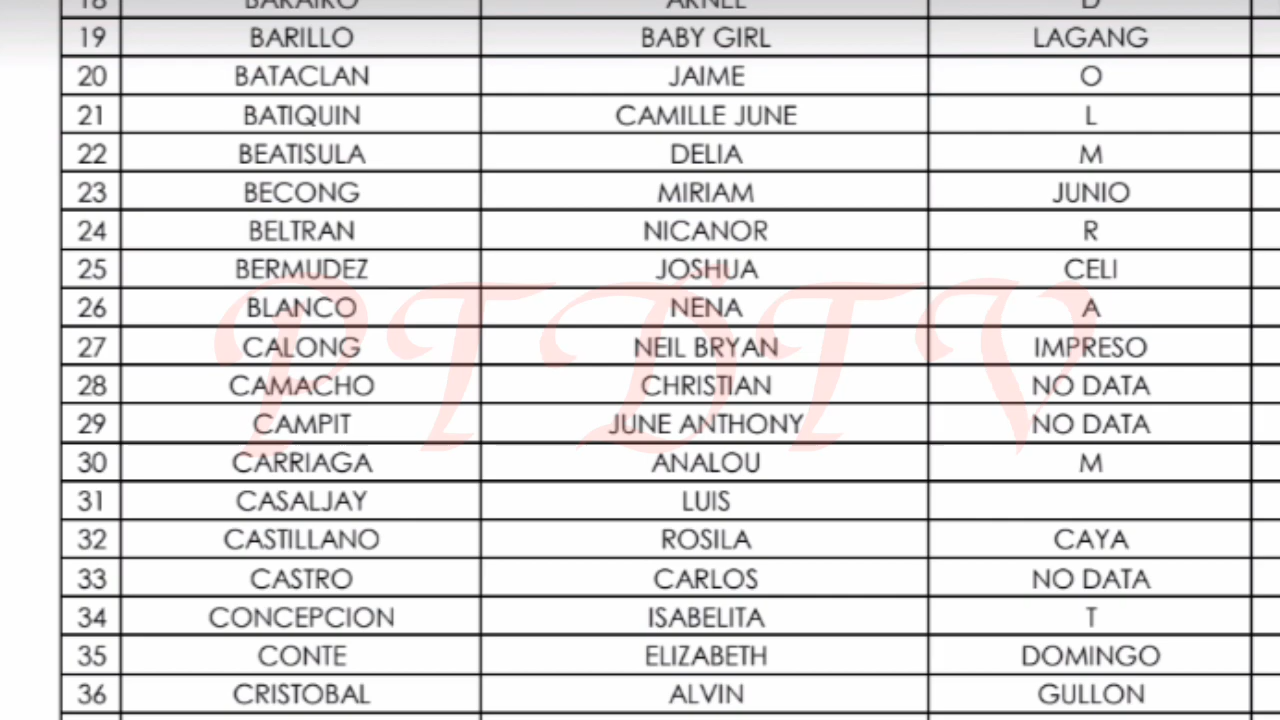 18 BARAIRO ARNEL D
19 BARILLO BABY GIRL LAGANG
20 BATACLAN JAIME O
21 BATIQUIN CAMILLE JUNE L
22 BEATISULA DELIA M
23 BECONG MIRIAM JUNIO
24 BELTRAN NICANOR R
25 BERMUDEZ JOSHUA CELI
26 BLANCO NENA A
27 CALONG NEIL BRYAN IMPRESO
28 CAMACHO CHRISTIAN NO DATA
29 CAMPIT JUNE ANTHONY NO DATA
PTDTV
30 CARRIAGA ANALOU M
31 CASALJAY LUIS
32 CASTILLANO ROSILA CAYA
33 CASTRO CARLOS NO DATA
34 CONCEPCION ISABELITA T
35 CONTE ELIZABETH DOMINGO
36 CRISTOBAL ALVIN GULLON